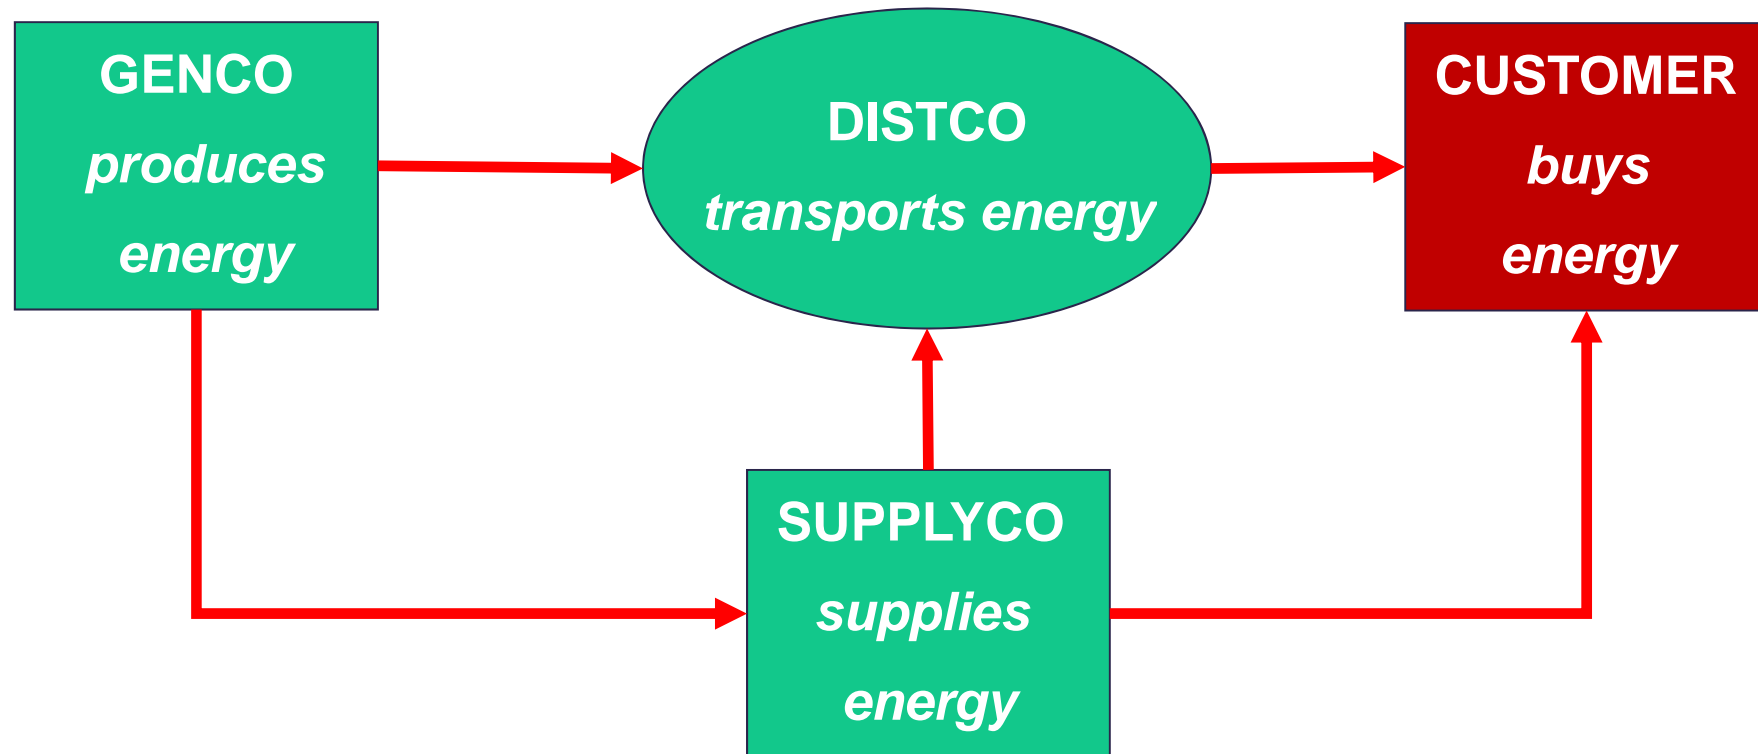 GENCO
produces
energy
DISTCO
transports energy
CUSTOMER
buys
energy
SUPPLYCO
supplies
energy